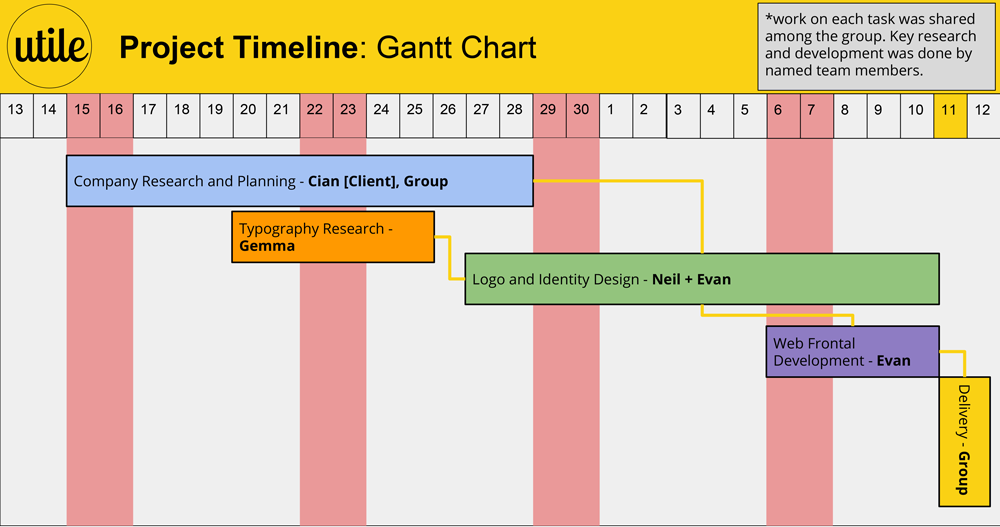 utile
Project Timeline: Gantt Chart
*work on each task was shared
among the group. Key research
and development was done by
named team members.
13 14 15 16 17 18 19 20 21 22 23 24 25 26 27 28 29 30 1 2 3 4 5 6 7 8 9 10 11 12
Company Research and Planning - Cian [Client], Group
Typography Research -
Gemma
Logo and Identity Design - Neil + Evan
Web Frontal
Development - Evan
Delivery - Group